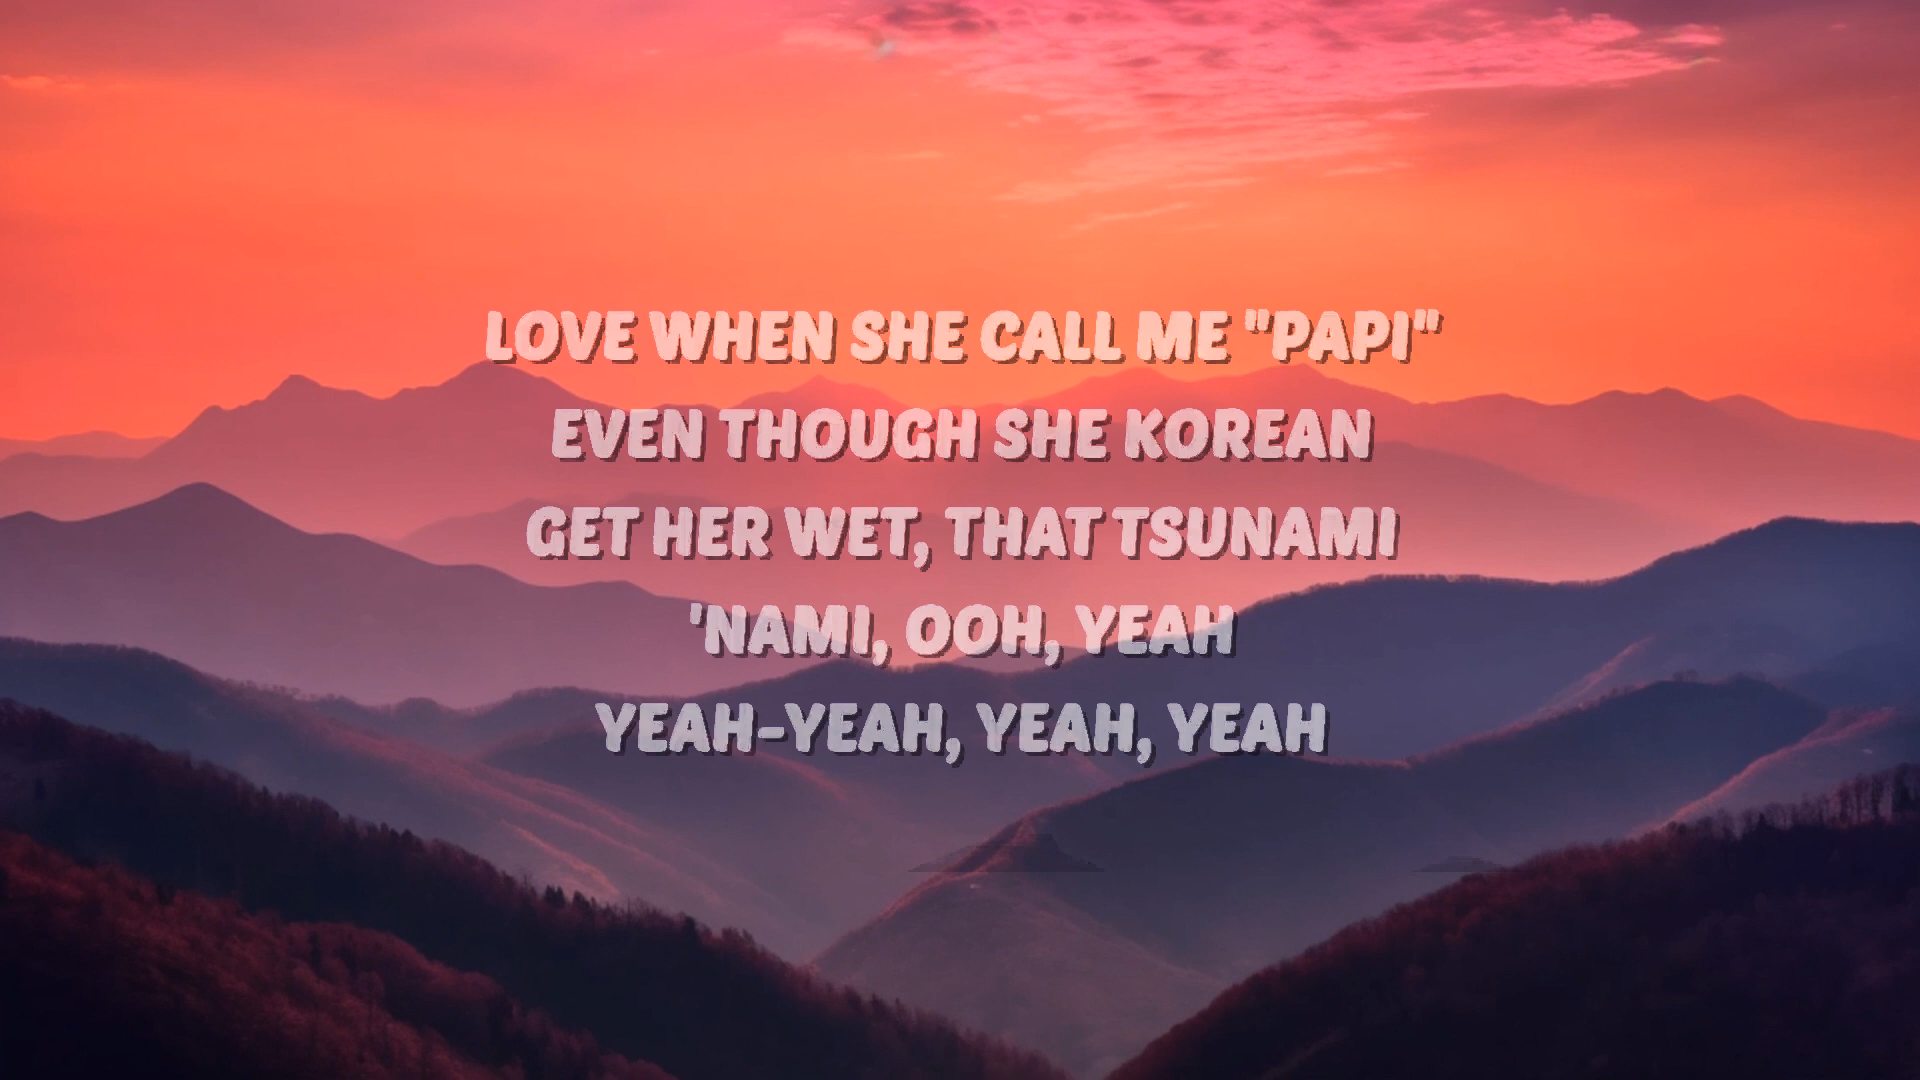 LOVE WHEN SHE CALL ME "PAPI"
EVEN THOUGH SHE KOREAN
GET HER WET, THAT TSUNAMI
'NAMI, OOH, YEAH
YEAH-YEAH, YEAH, YEAH